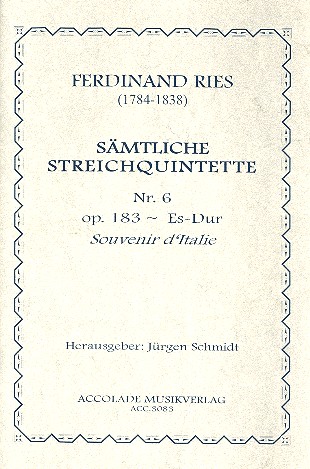 FERDINAND RIES
(1784-1838)
SÄMTLICHE
STREICHQUINTETTE
Nr. 6
op. 183 ~ Es-Dur
Souvenir d'Italie
Herausgeber: Jürgen Schmidt
ACCOLADE MUSIKVERLAG
ACC.8083